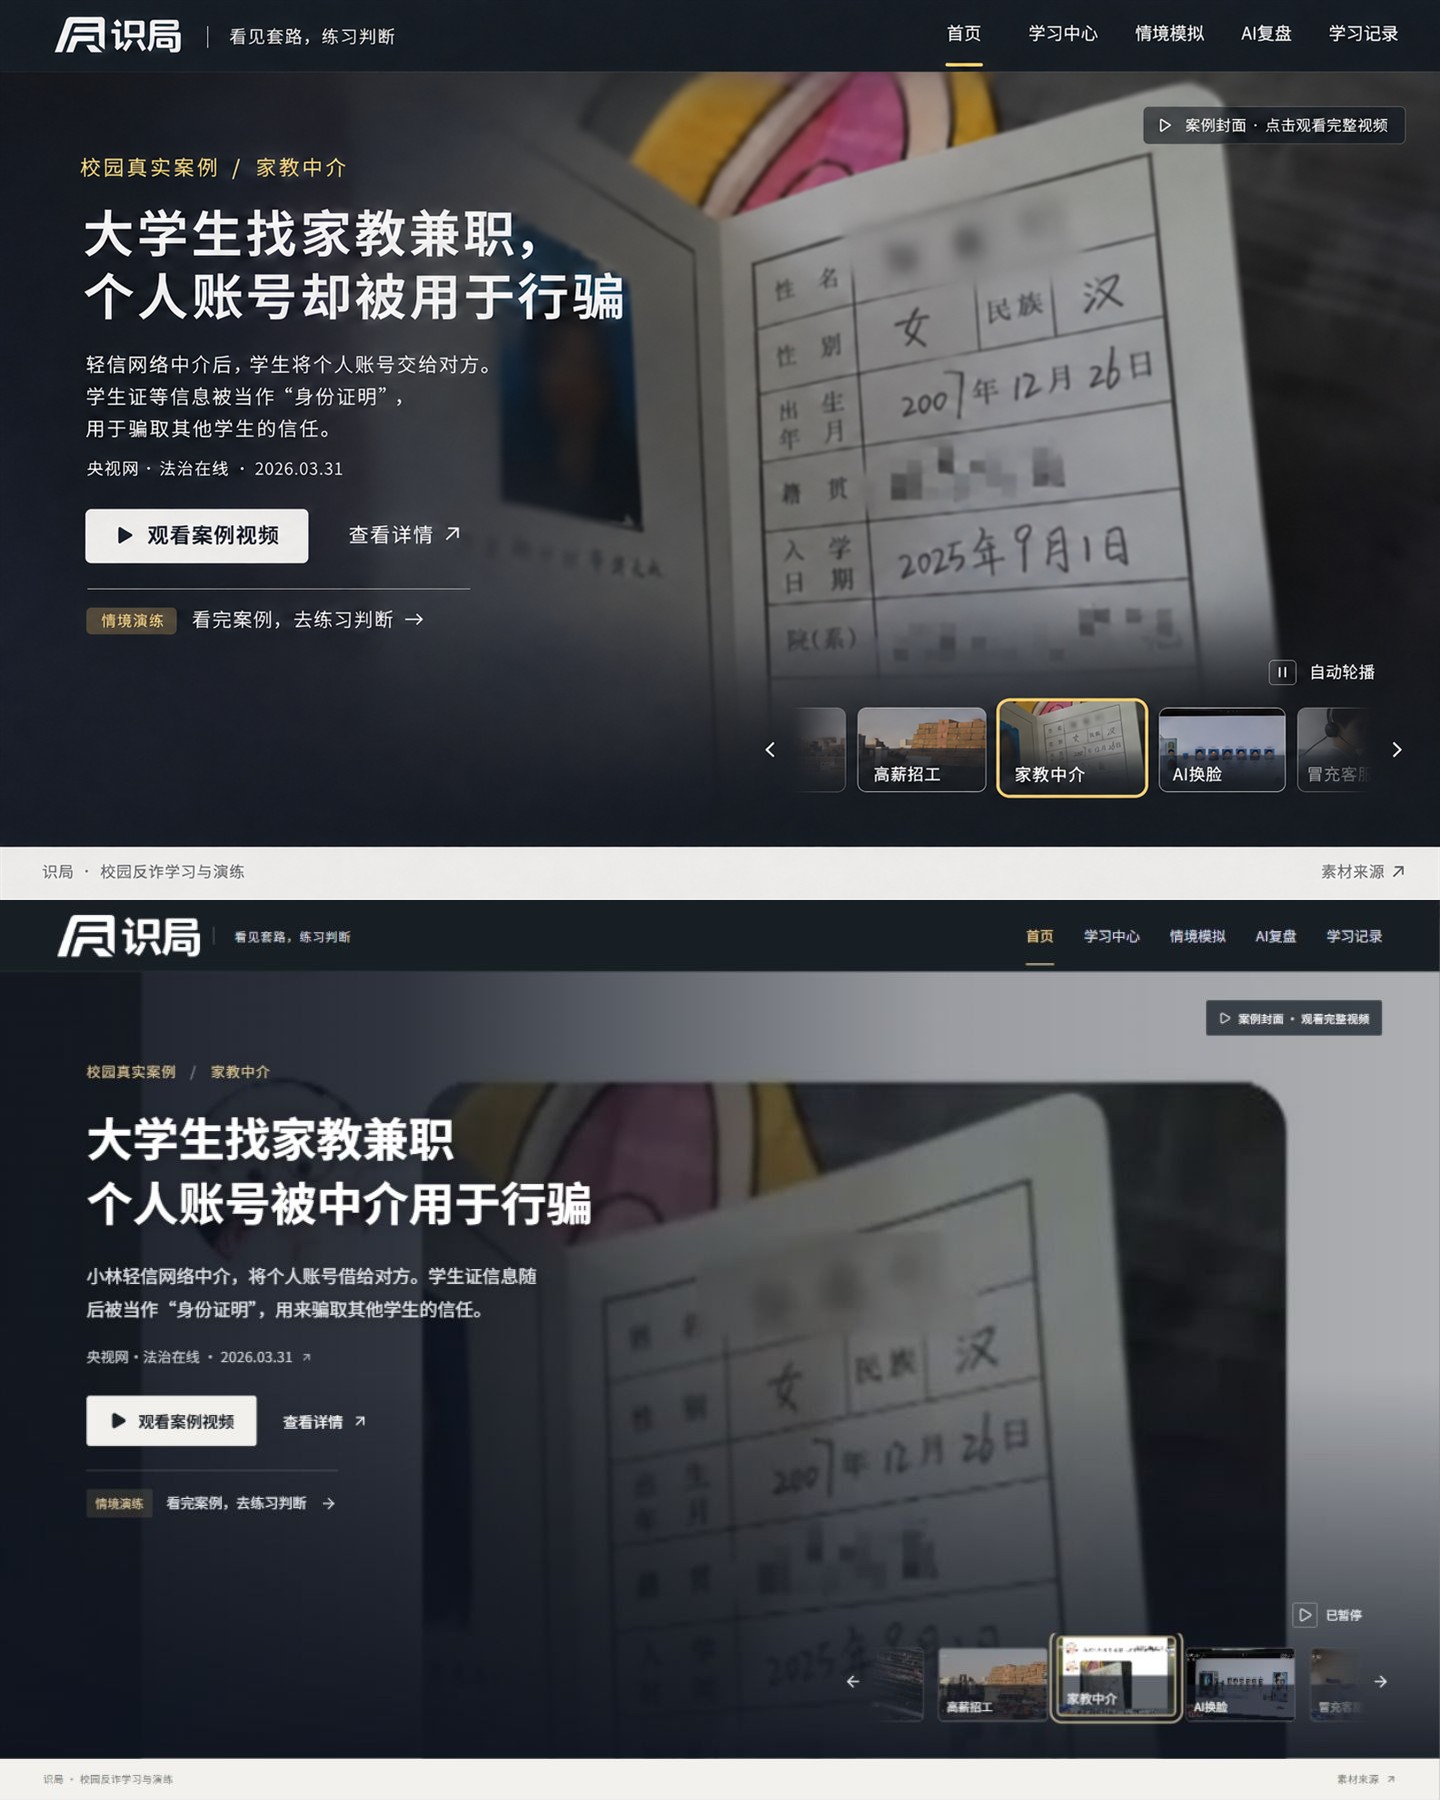 识局
看见套路，练习判断
首页
学习中心
情境模拟
AI复盘
学习记录
案例封面 · 点击观看完整视频
校园真实案例 / 家教中介
大学生找家教兼职，
个人账号却被用于行骗
轻信网络中介后，学生将个人账号交给对方。
学生证等信息被当作“身份证明”，
用于骗取其他学生的信任。
央视网 · 法治在线 · 2026.03.31
观看案例视频
查看详情 ↗
情境演练
看完案例，去练习判断 →
姓名
性别 女 民族 汉
出生年月 2007年12月26日
籍贯
入学日期 2025年9月1日
院(系)
自动轮播
高薪招工
家教中介
AI换脸
冒充客服
识局 · 校园反诈学习与演练
素材来源 ↗
识局
看见套路，练习判断
首页
学习中心
情境模拟
AI复盘
学习记录
案例封面 · 观看完整视频
校园真实案例 / 家教中介
大学生找家教兼职
个人账号被中介用于行骗
小林轻信网络中介，将个人账号借给对方。学生证信息随
后被当作“身份证明”，用来骗取其他学生的信任。
央视网 · 法治在线 · 2026.03.31 ↗
观看案例视频
查看详情 ↗
情境演练
看完案例，去练习判断 →
女 民族 汉
2007年12月26日
2025年9月1日
已暂停
高薪招工
家教中介
AI换脸
冒充客
识局 · 校园反诈学习与演练
素材来源 ↗